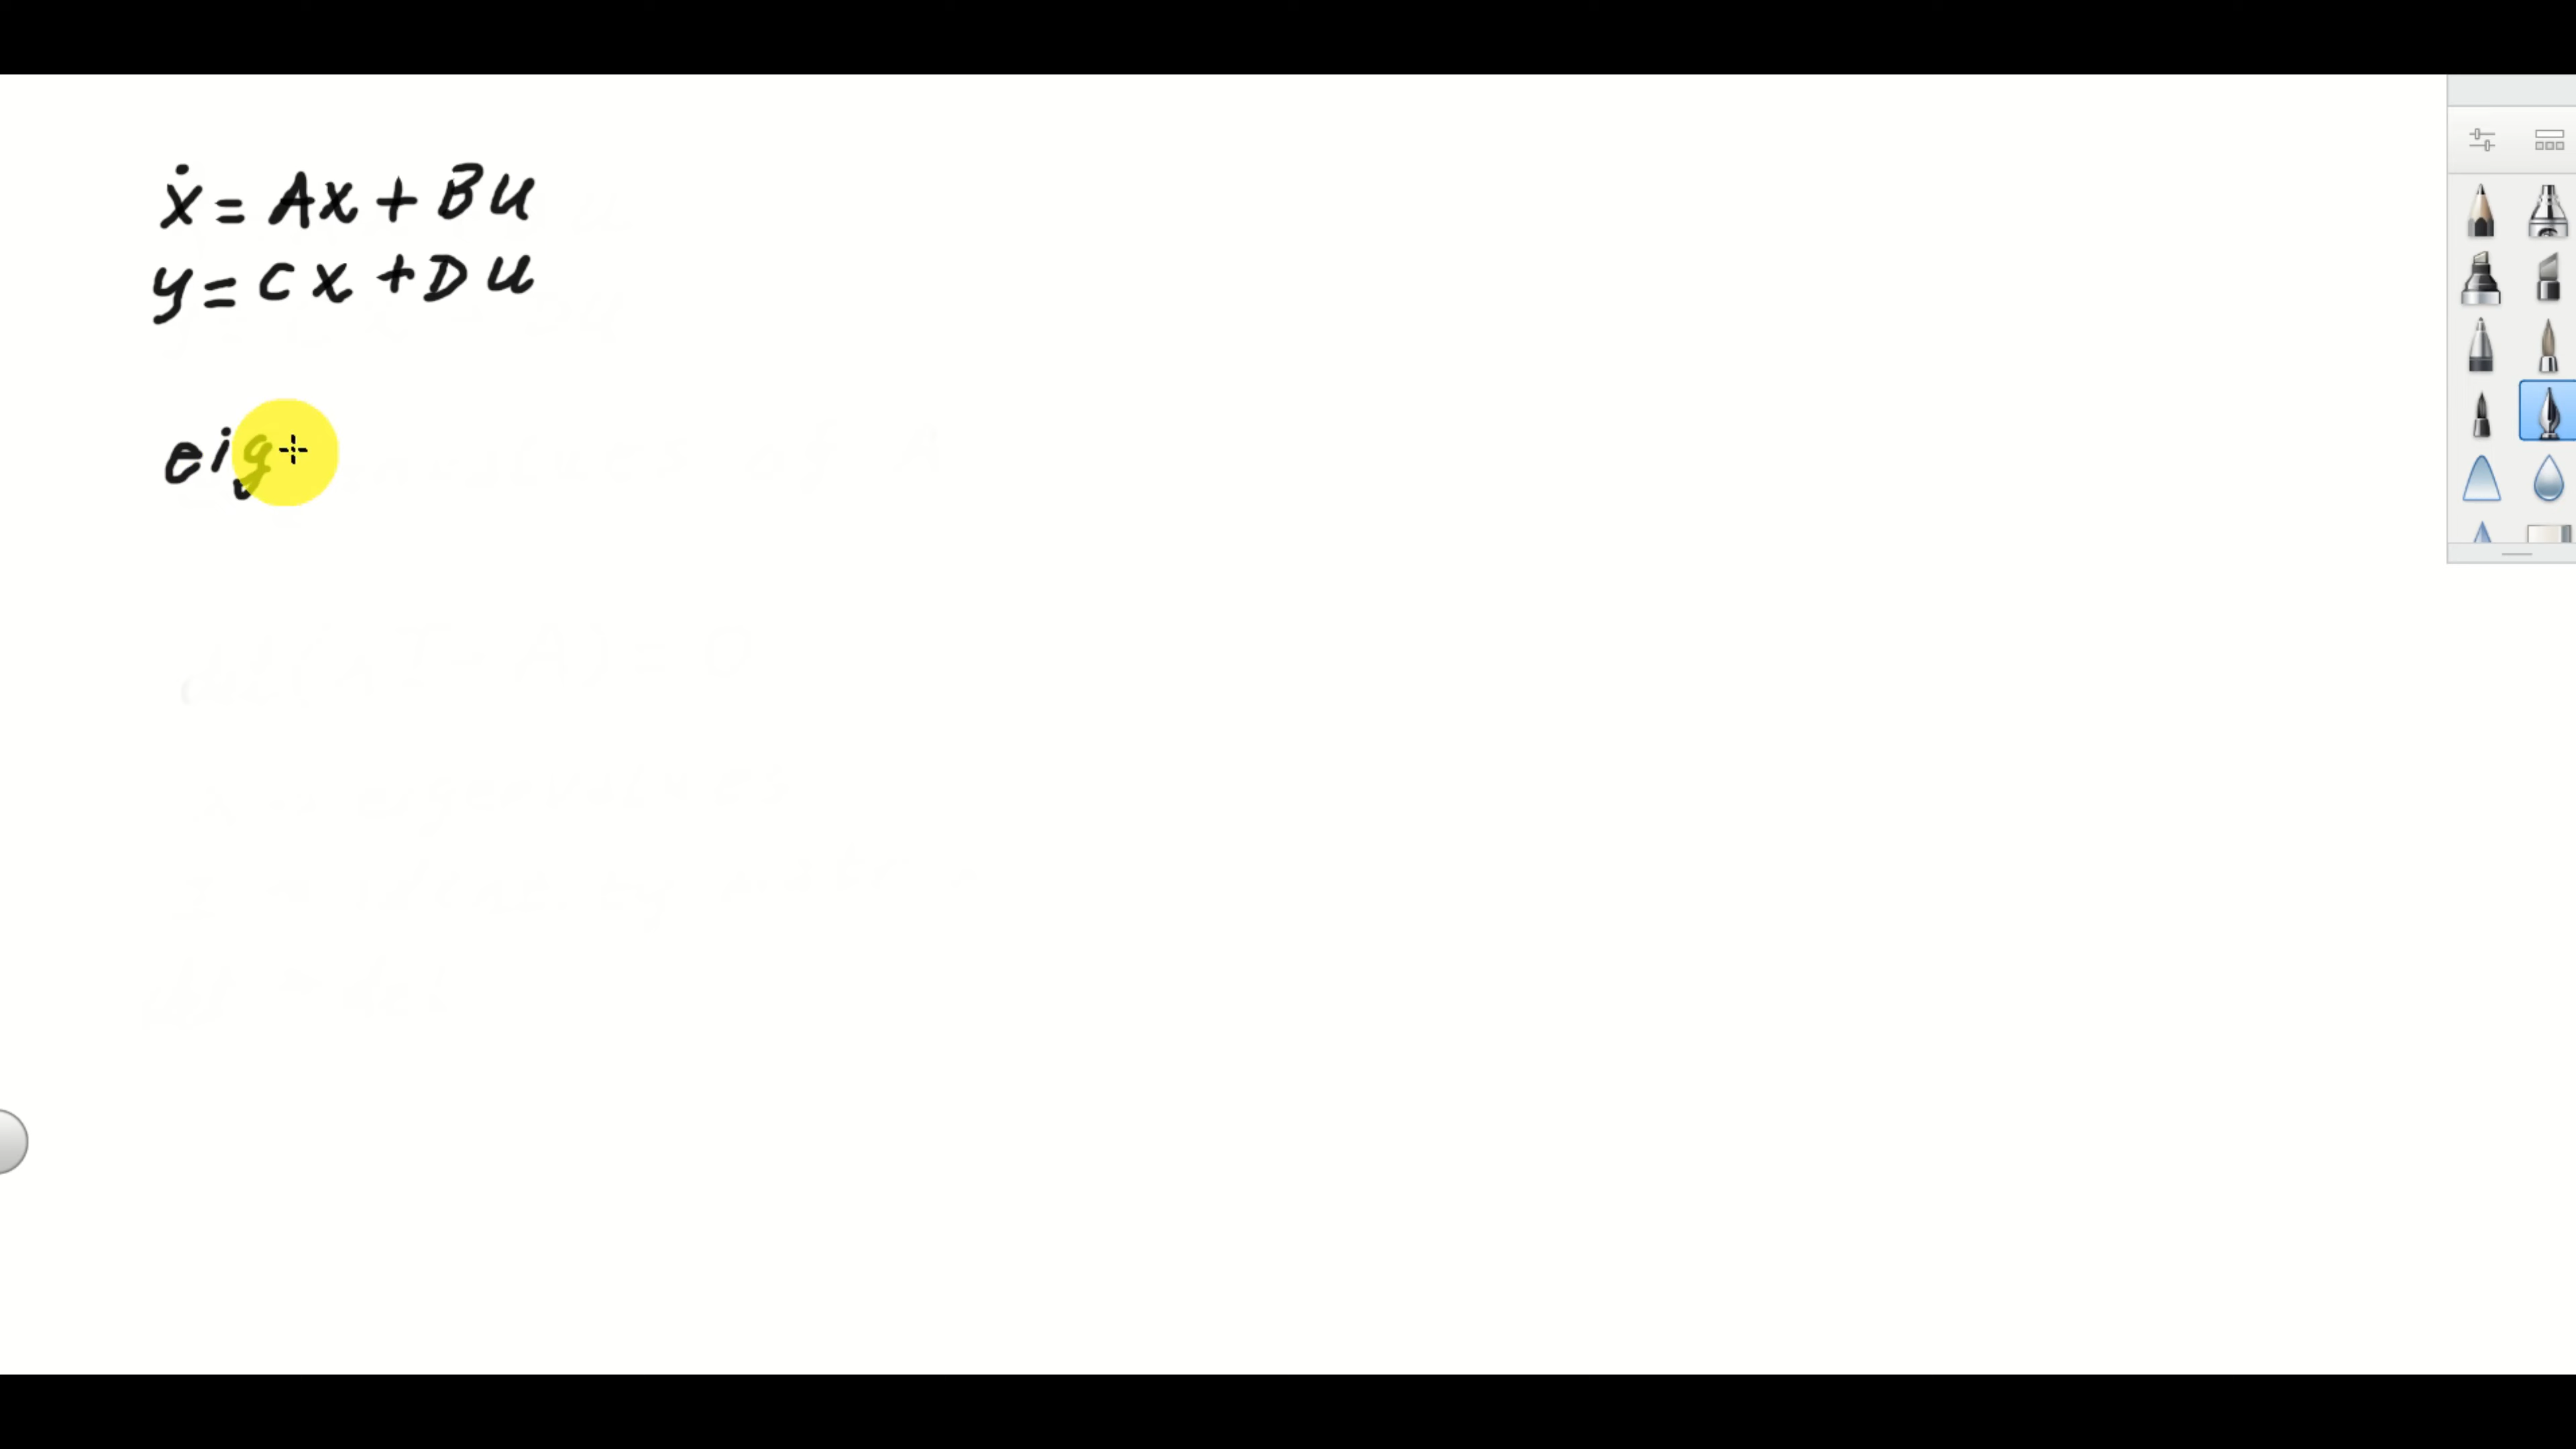 ẋ = Ax + Bu
y = Cx + Du
eig